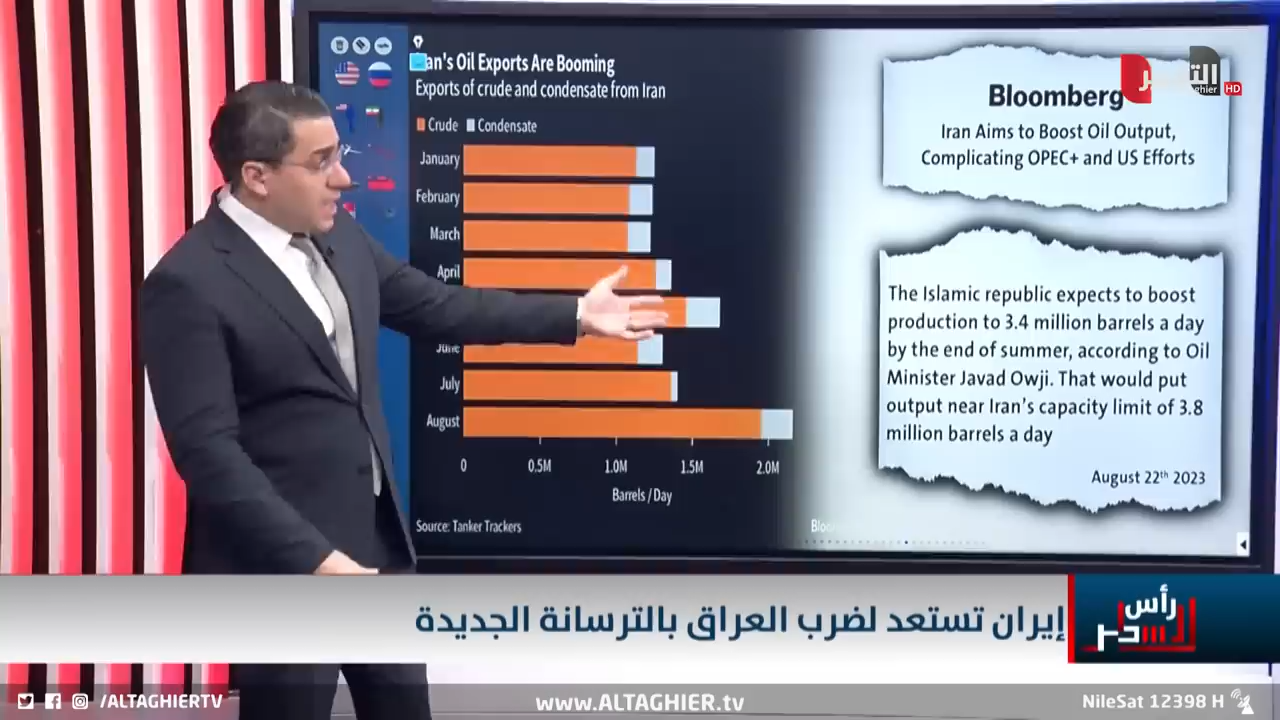 Iran's Oil Exports Are Booming
Exports of crude and condensate from Iran
Crude
Condensate
January
February
March
April
June
July
August
0
0.5M
1.0M
1.5M
2.0M
Barrels / Day
Source: Tanker Trackers
Bloomberg
Iran Aims to Boost Oil Output,
Complicating OPEC+ and US Efforts
The Islamic republic expects to boost
production to 3.4 million barrels a day
by the end of summer, according to Oil
Minister Javad Owji. That would put
output near Iran's capacity limit of 3.8
million barrels a day
August 22th 2023
HD
إيران تستعد لضرب العراق بالترسانة الجديدة
رأس
السطر
/ALTAGHIERTV
www.ALTAGHIER.tv
NileSat 12398 H